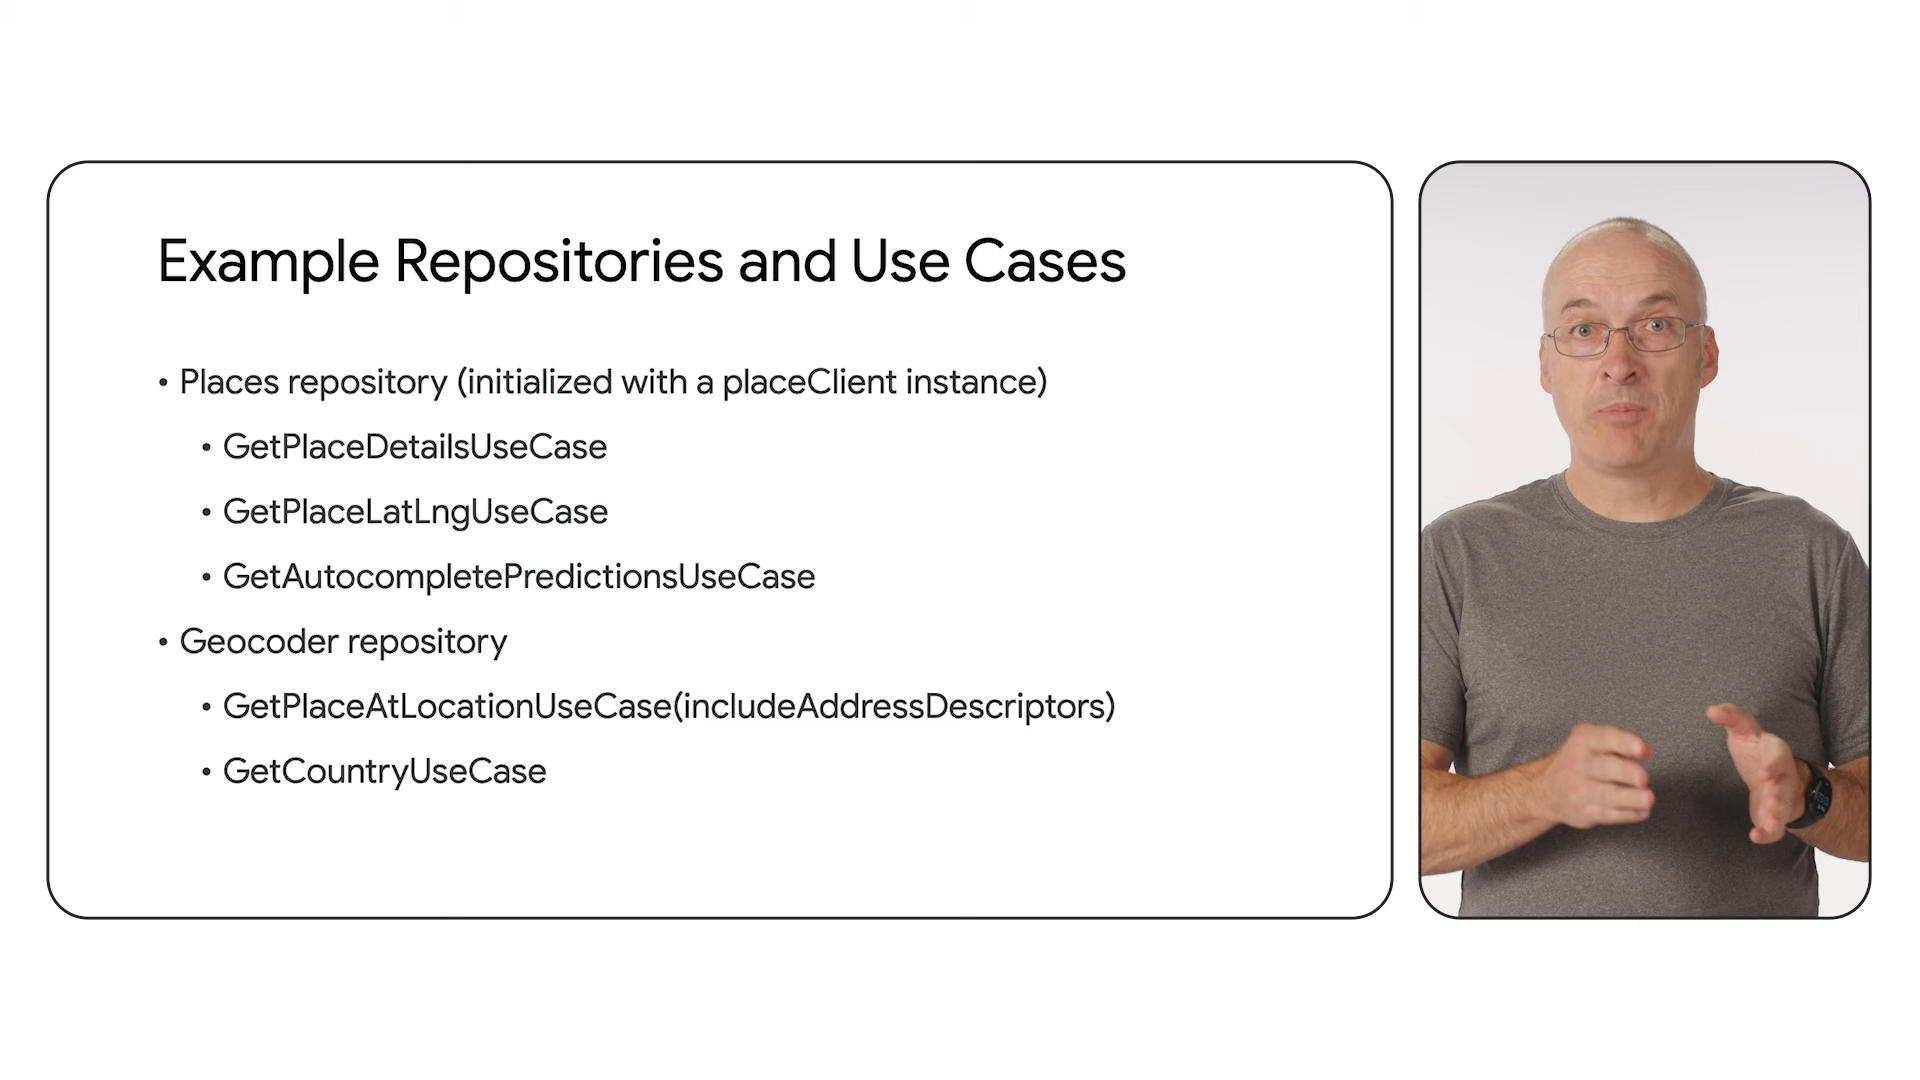 Example Repositories and Use Cases
• Places repository (initialized with a placeClient instance)
• GetPlaceDetailsUseCase
• GetPlaceLatLngUseCase
• GetAutocompletePredictionsUseCase
• Geocoder repository
• GetPlaceAtLocationUseCase(includeAddressDescriptors)
• GetCountryUseCase